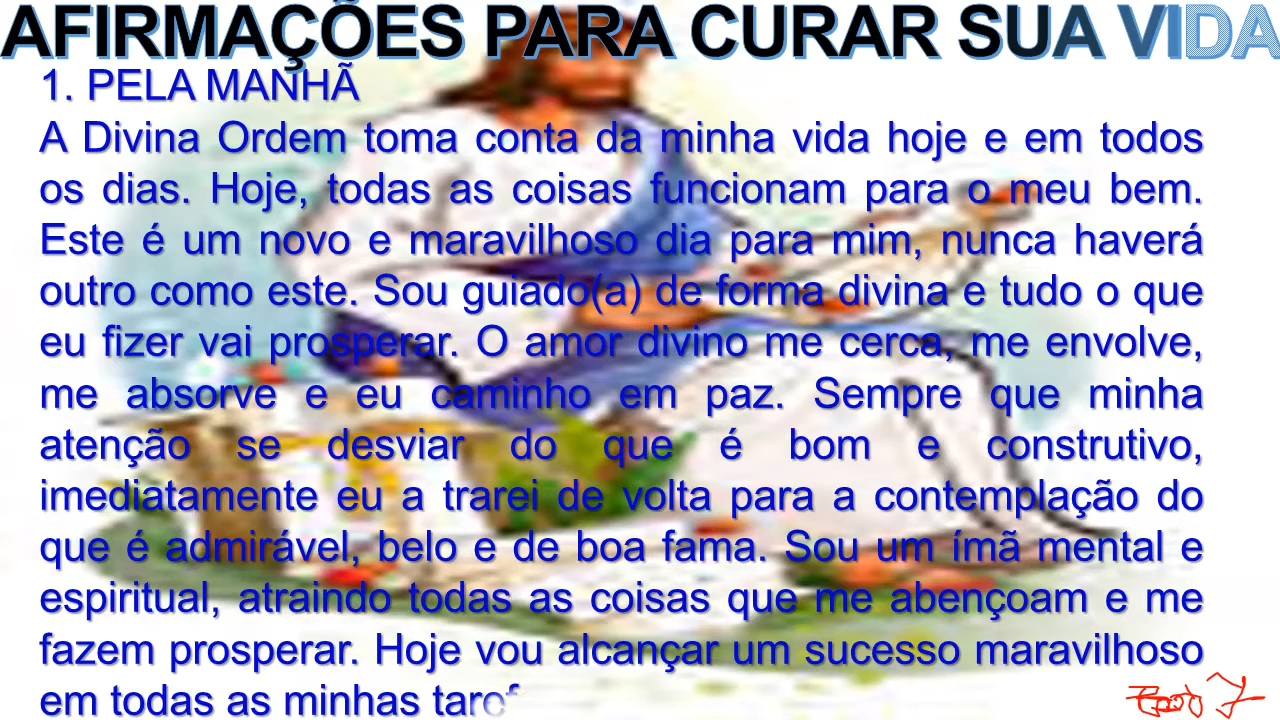 AFIRMAÇÕES PARA CURAR SUA VIDA
1. PELA MANHÃ
A Divina Ordem toma conta da minha vida hoje e em todos
os dias. Hoje, todas as coisas funcionam para o meu bem.
Este é um novo e maravilhoso dia para mim, nunca haverá
outro como este. Sou guiado(a) de forma divina e tudo o que
eu fizer vai prosperar. O amor divino me cerca, me envolve,
me absorve e eu caminho em paz. Sempre que minha
atenção se desviar do que é bom e construtivo,
imediatamente eu a trarei de volta para a contemplação do
que é admirável, belo e de boa fama. Sou um ímã mental e
espiritual, atraindo todas as coisas que me abençoam e me
fazem prosperar. Hoje vou alcançar um sucesso maravilhoso
em todas as minhas